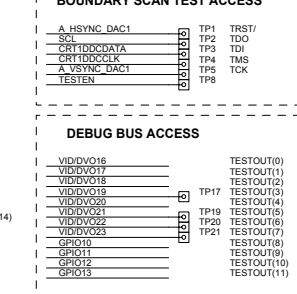 BOUNDARY SCAN TEST ACCESS
A_HSYNC_DAC1 TP1 TRST/
SCL TP2 TDO
CRT1DDCDATA TP3 TDI
CRT1DDCCLK TP4 TMS
A_VSYNC_DAC1 TP5 TCK
TESTEN TP8
DEBUG BUS ACCESS
VID/DVO16 TESTOUT(0)
VID/DVO17 TESTOUT(1)
VID/DVO18 TESTOUT(2)
VID/DVO19 TP17 TESTOUT(3)
VID/DVO20 TESTOUT(4)
14) VID/DVO21 TP19 TESTOUT(5)
VID/DVO22 TP20 TESTOUT(6)
VID/DVO23 TP21 TESTOUT(7)
GPIO10 TESTOUT(8)
GPIO11 TESTOUT(9)
GPIO12 TESTOUT(10)
GPIO13 TESTOUT(11)